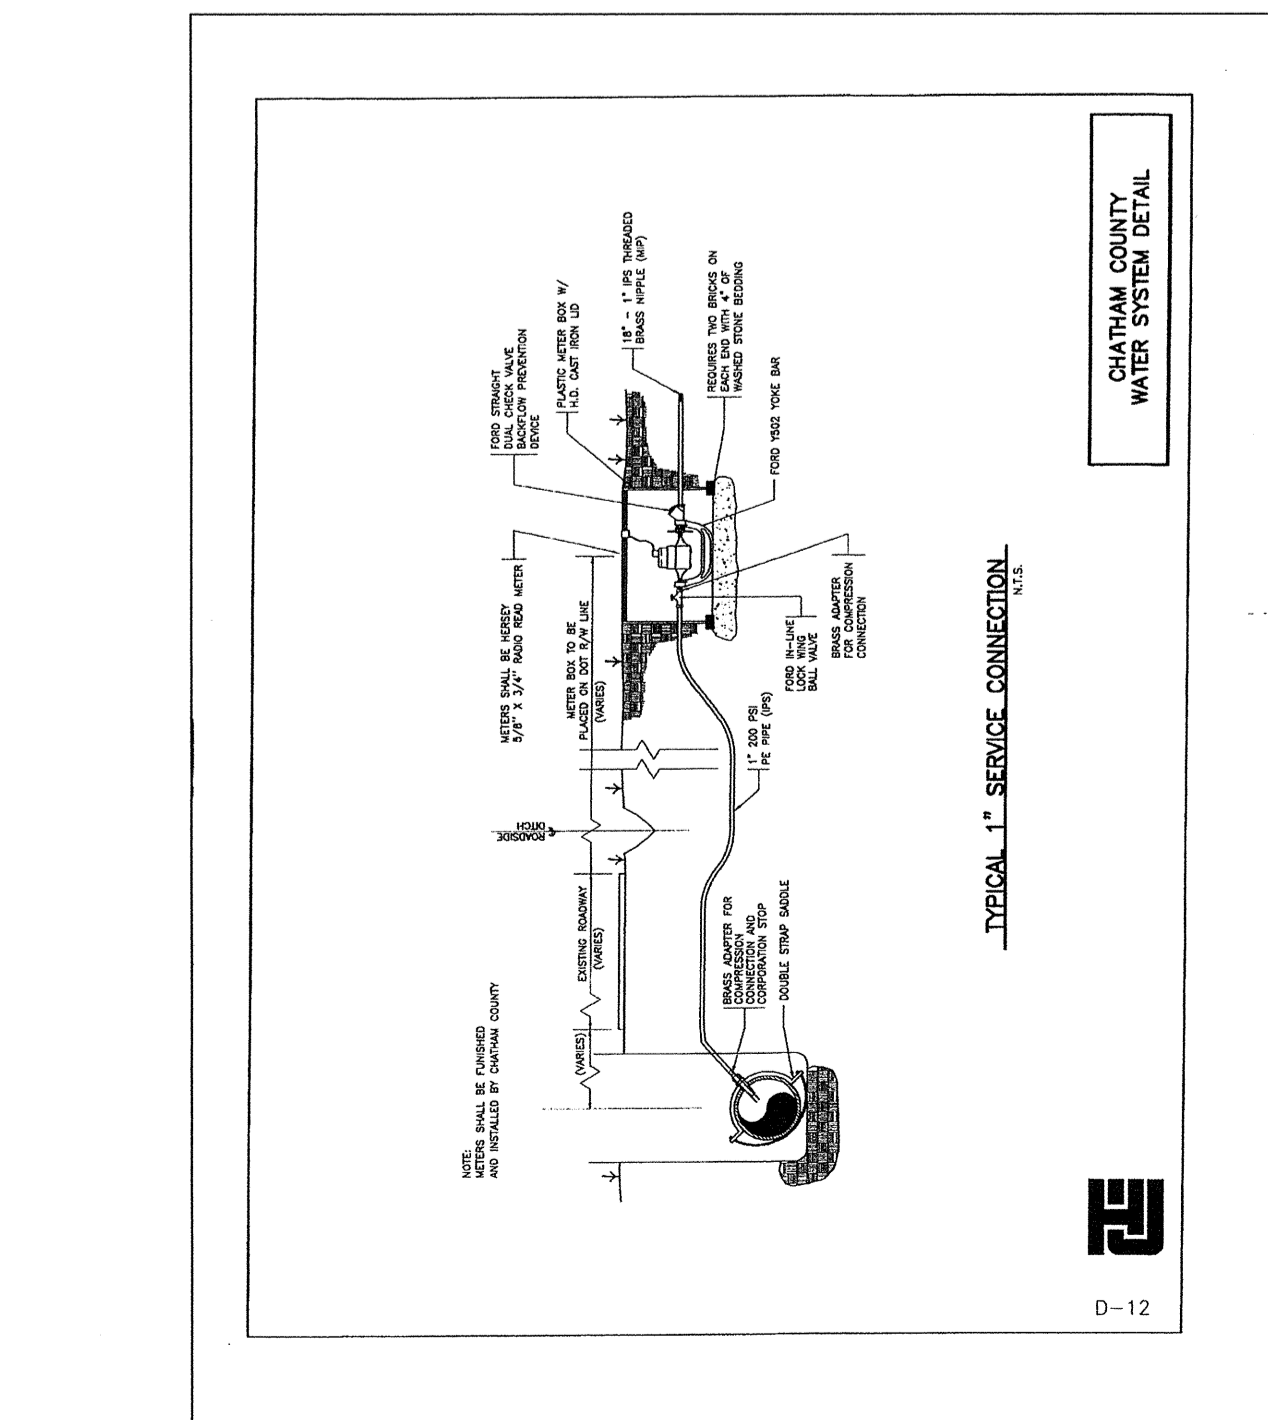 NOTE:
METERS SHALL BE FUNISHED
AND INSTALLED BY CHATHAM COUNTY
METERS SHALL BE HERSEY
5/8" X 3/4" RADIO READ METER
FORD STRAIGHT
DUAL CHECK VALVE
BACKFLOW PREVENTION
DEVICE
PLASTIC METER BOX W/
H.D. CAST IRON LID
18" - 1" IPS THREADED
BRASS NIPPLE (MIP)
ROADSIDE
DITCH
METER BOX TO BE
PLACED ON DOT R/W LINE
(VARIES)
EXISTING ROADWAY
(VARIES)
(VARIES)
REQUIRES TWO BRICKS ON
EACH END WITH 4" OF
WASHED STONE BEDDING
FORD Y502 YOKE BAR
BRASS ADAPTER FOR
COMPRESSION
CONNECTION AND
CORPORATION STOP
DOUBLE STRAP SADDLE
1" 200 PSI
PE PIPE (IPS)
FORD IN-LINE
LOCK WING
BALL VALVE
BRASS ADAPTER
FOR COMPRESSION
CONNECTION
TYPICAL 1" SERVICE CONNECTION
N.T.S.
CHATHAM COUNTY
WATER SYSTEM DETAIL
HJ
D-12